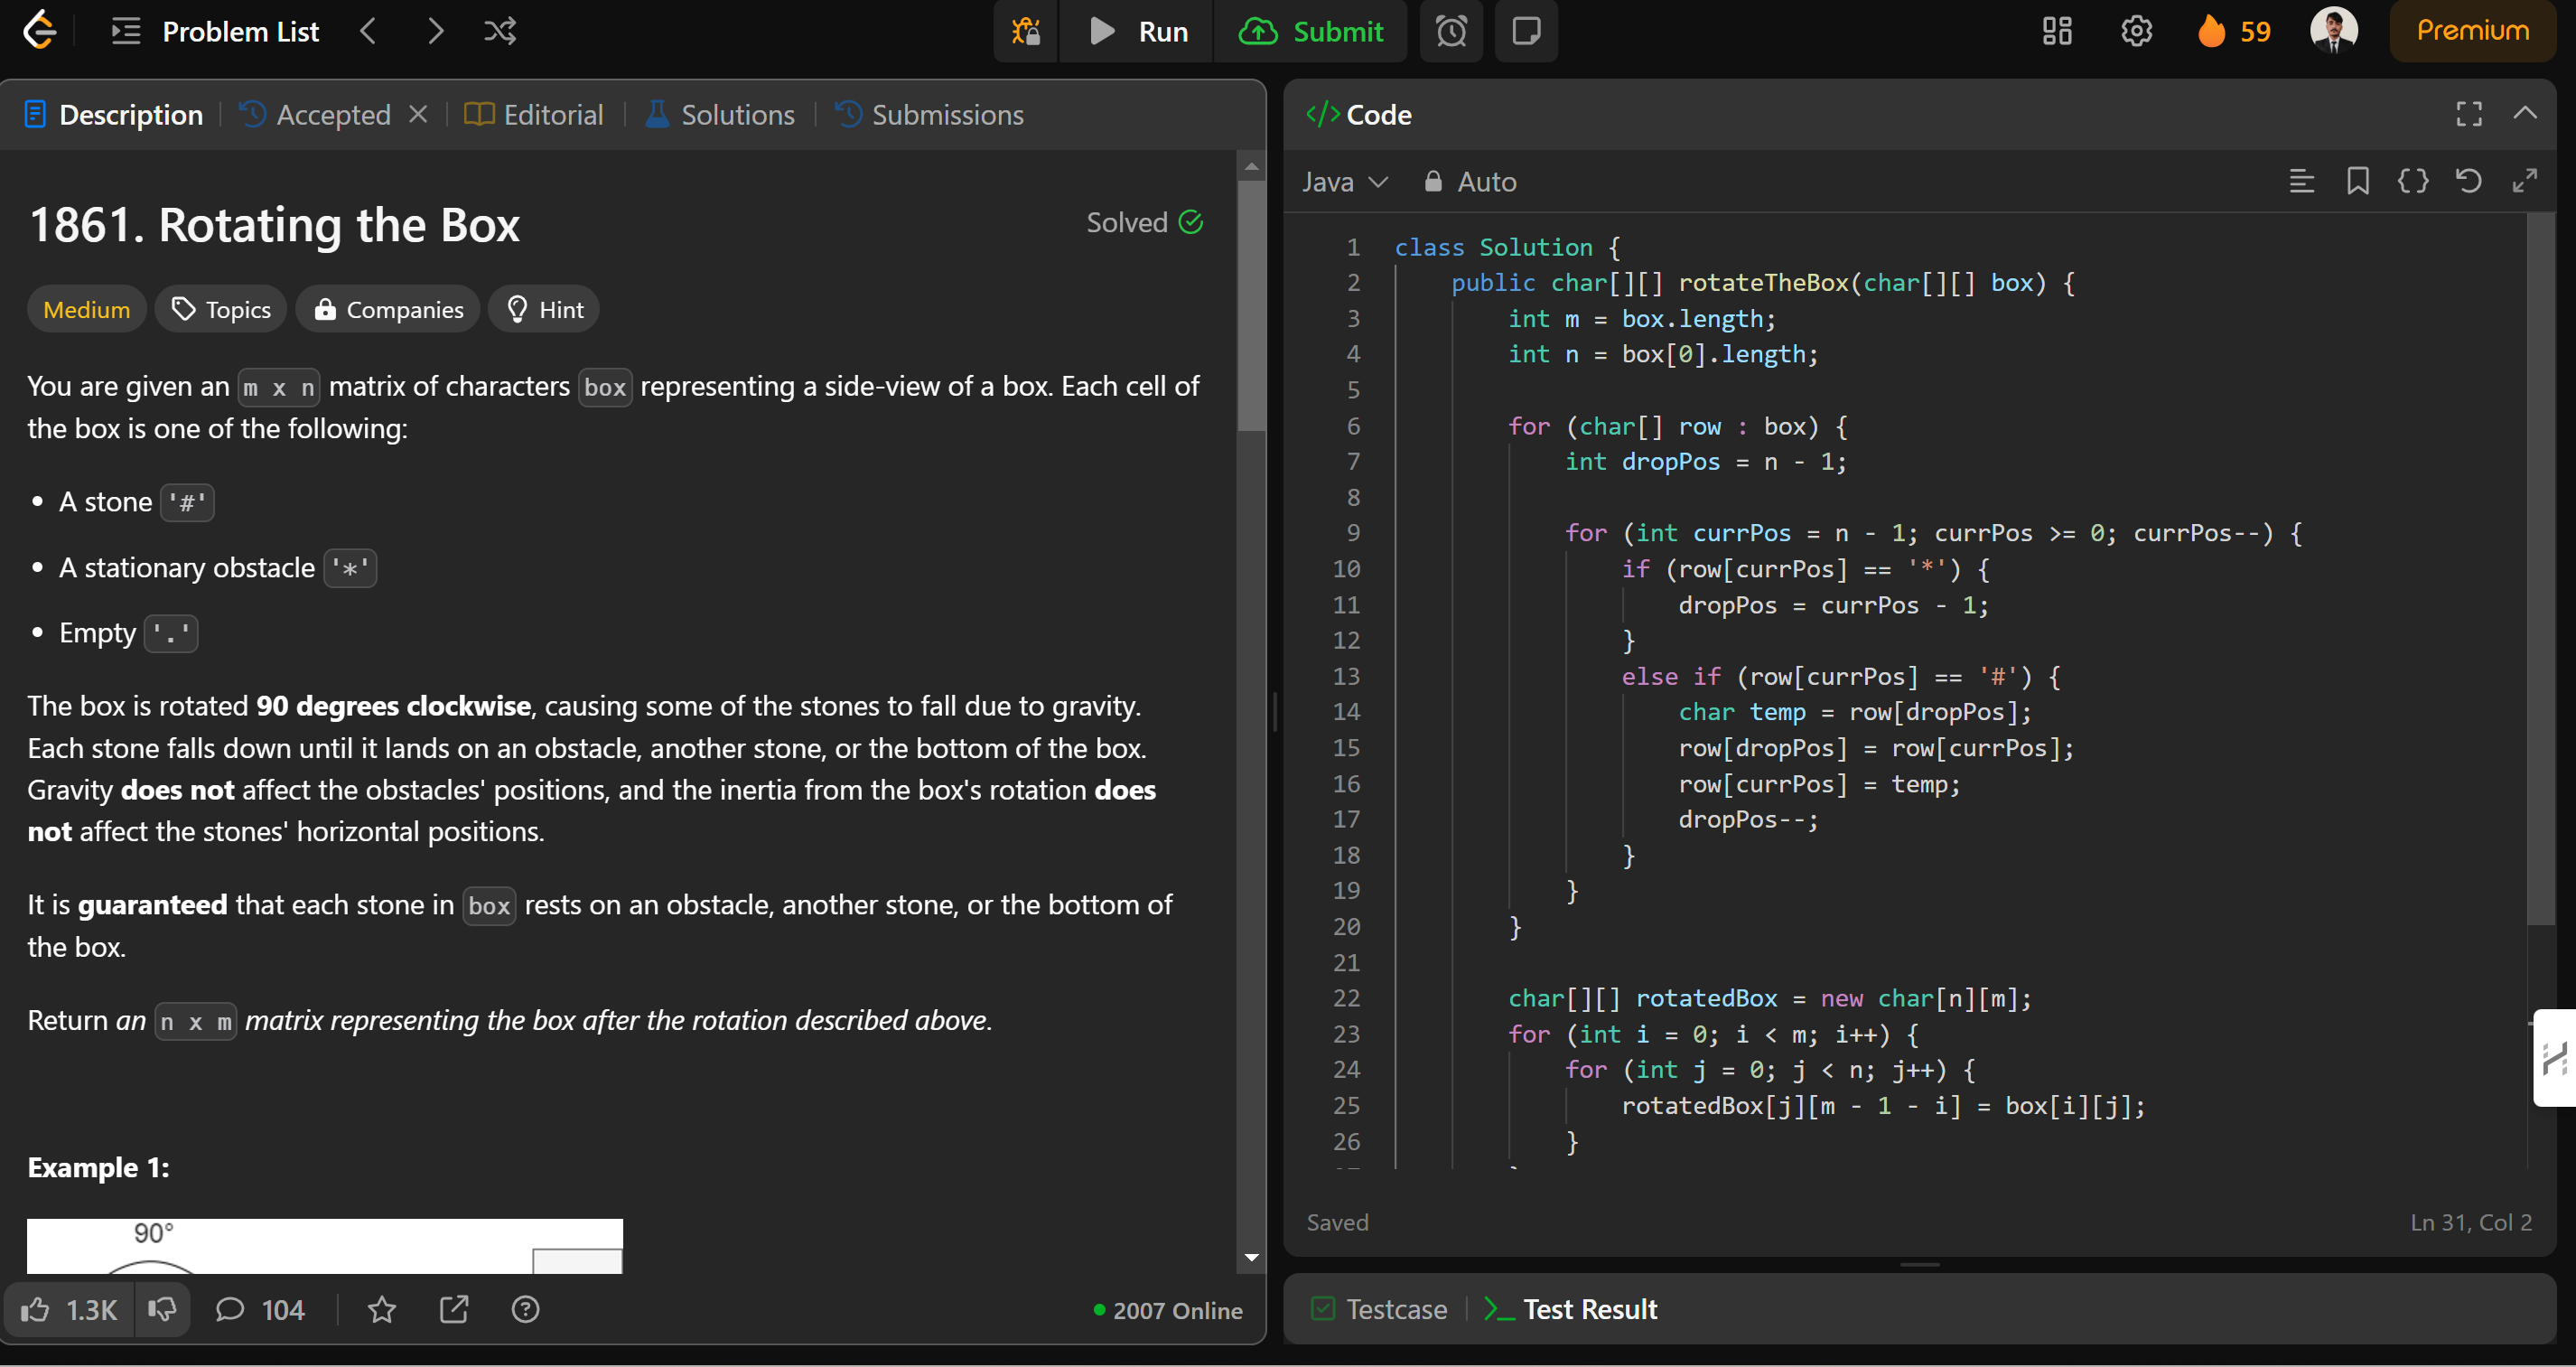 Problem List
Run
Submit
59
Premium
Description
Accepted
Editorial
Solutions
Submissions
1861. Rotating the Box
Solved
Medium
Topics
Companies
Hint
You are given an m x n matrix of characters box representing a side-view of a box. Each cell of
the box is one of the following:
• A stone '#'
• A stationary obstacle '*'
• Empty '.'
The box is rotated 90 degrees clockwise, causing some of the stones to fall due to gravity.
Each stone falls down until it lands on an obstacle, another stone, or the bottom of the box.
Gravity does not affect the obstacles' positions, and the inertia from the box's rotation does
not affect the stones' horizontal positions.
It is guaranteed that each stone in box rests on an obstacle, another stone, or the bottom of
the box.
Return an n x m matrix representing the box after the rotation described above.
Example 1:
90°
1.3K
104
2007 Online
</> Code
Java
Auto
1 class Solution {
2     public char[][] rotateTheBox(char[][] box) {
3         int m = box.length;
4         int n = box[0].length;
5
6         for (char[] row : box) {
7             int dropPos = n - 1;
8
9             for (int currPos = n - 1; currPos >= 0; currPos--) {
10                 if (row[currPos] == '*') {
11                     dropPos = currPos - 1;
12                 }
13                 else if (row[currPos] == '#') {
14                     char temp = row[dropPos];
15                     row[dropPos] = row[currPos];
16                     row[currPos] = temp;
17                     dropPos--;
18                 }
19             }
20         }
21
22         char[][] rotatedBox = new char[n][m];
23         for (int i = 0; i < m; i++) {
24             for (int j = 0; j < n; j++) {
25                 rotatedBox[j][m - 1 - i] = box[i][j];
26             }
Saved
Ln 31, Col 2
Testcase
Test Result